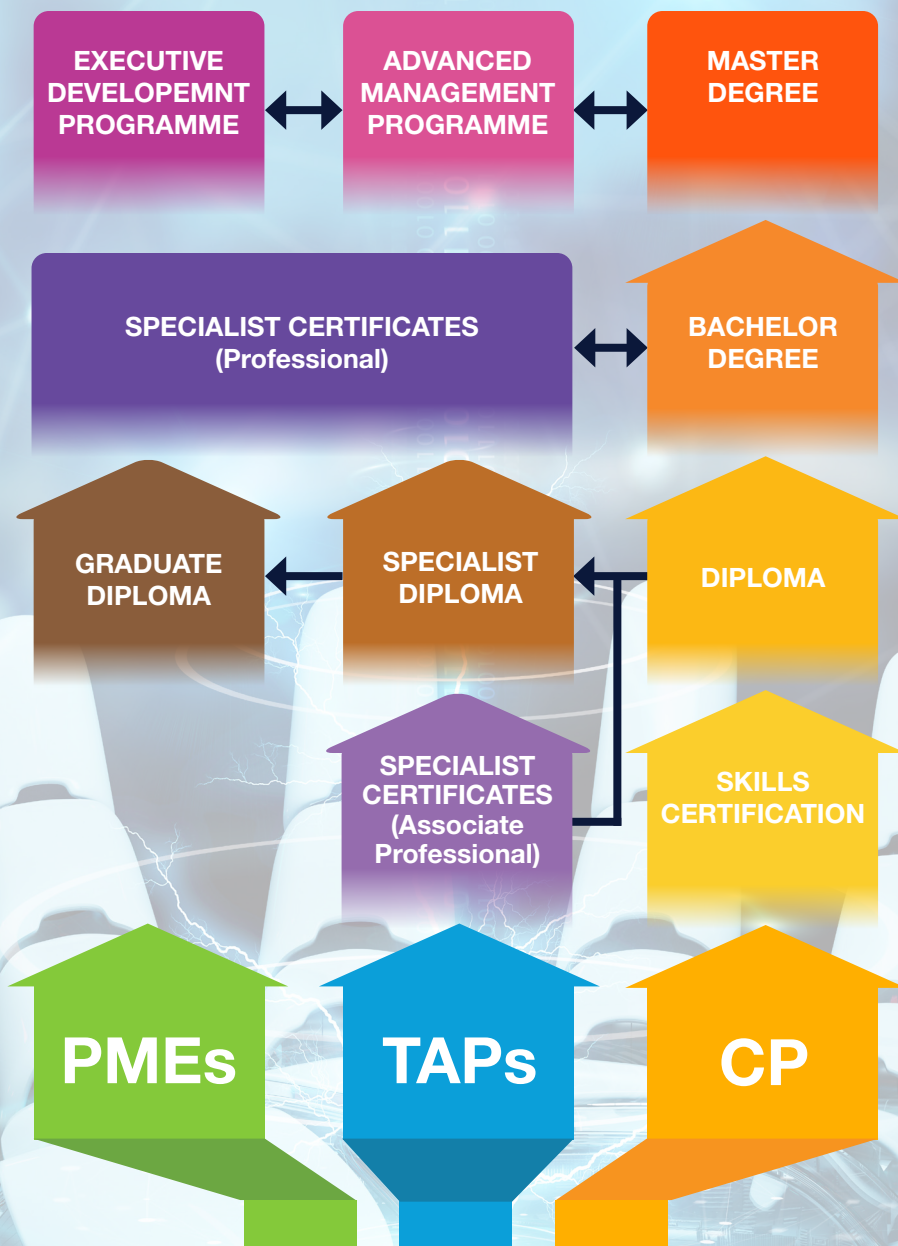 EXECUTIVE
DEVELOPEMNT
PROGRAMME
ADVANCED
MANAGEMENT
PROGRAMME
MASTER
DEGREE
SPECIALIST CERTIFICATES
(Professional)
BACHELOR
DEGREE
GRADUATE
DIPLOMA
SPECIALIST
DIPLOMA
DIPLOMA
SPECIALIST
CERTIFICATES
(Associate
Professional)
SKILLS
CERTIFICATION
PMEs
TAPs
CP